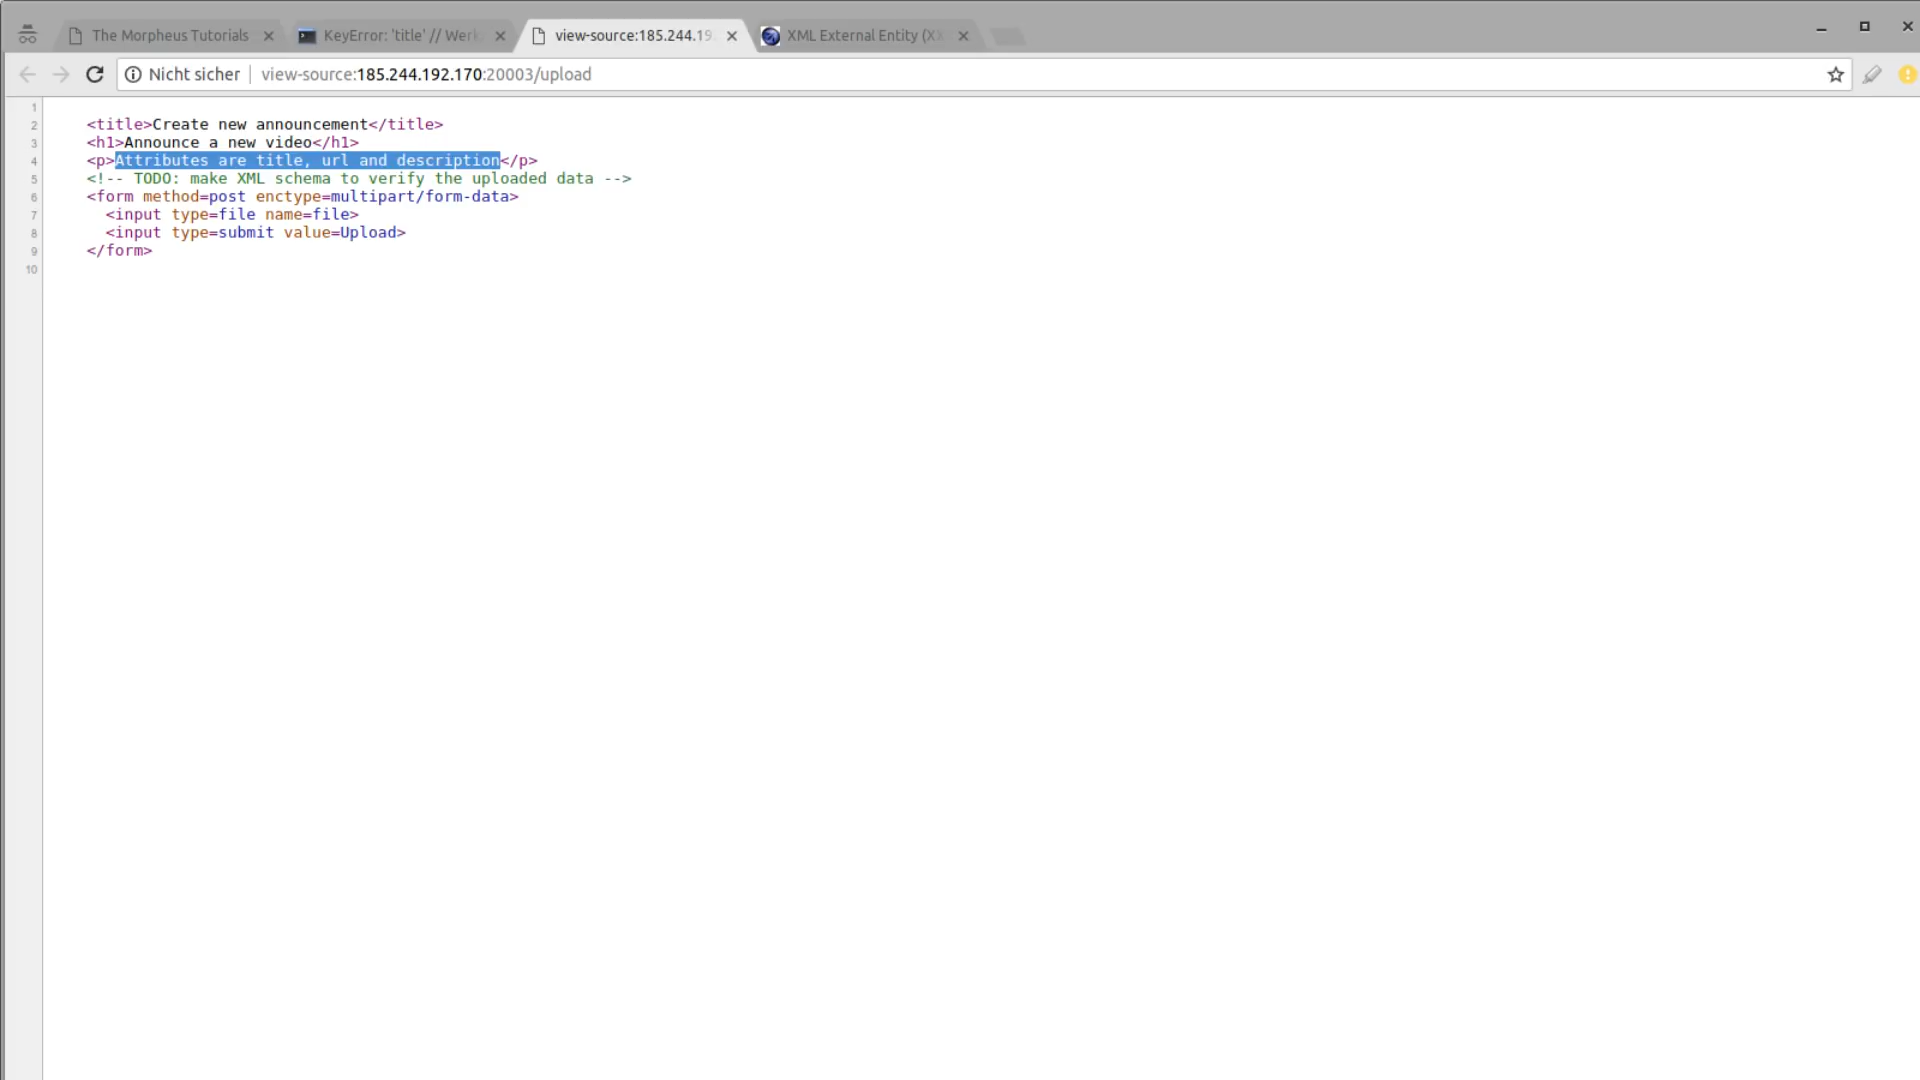 The Morpheus Tutorials
KeyError: 'title' // Werk
view-source:185.244.19
XML External Entity (XX
Nicht sicher view-source:185.244.192.170:20003/upload
1
2 <title>Create new announcement</title>
3 <h1>Announce a new video</h1>
4 <p>Attributes are title, url and description</p>
5 <!-- TODO: make XML schema to verify the uploaded data -->
6 <form method=post enctype=multipart/form-data>
7 <input type=file name=file>
8 <input type=submit value=Upload>
9 </form>
10